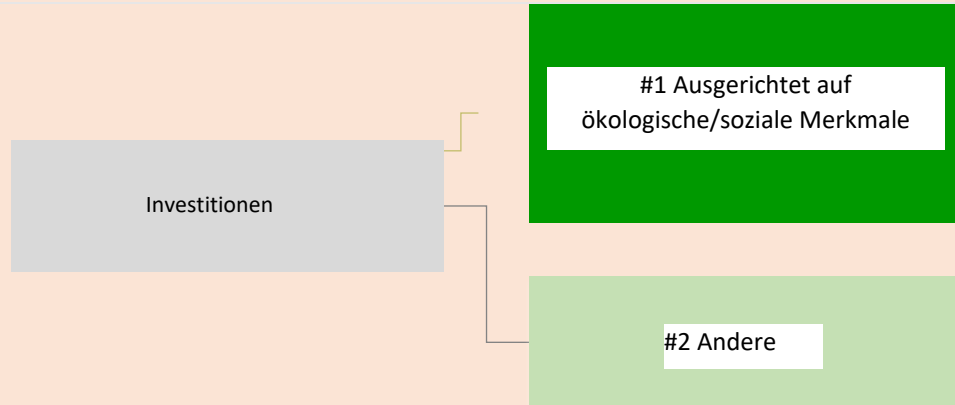 #1 Ausgerichtet auf
ökologische/soziale Merkmale
Investitionen
#2 Andere